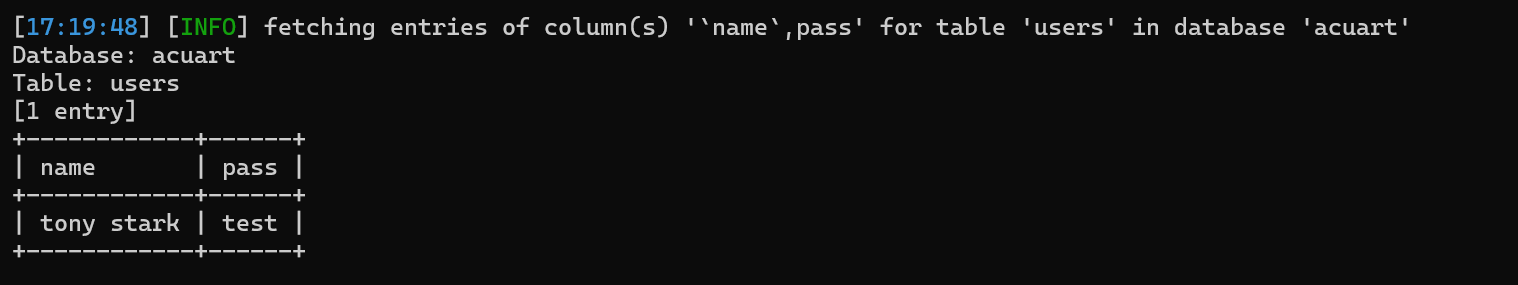 [17:19:48] [INFO] fetching entries of column(s) '`name`,pass' for table 'users' in database 'acuart'
Database: acuart
Table: users
[1 entry]
+------------+------+
| name       | pass |
+------------+------+
| tony stark | test |
+------------+------+